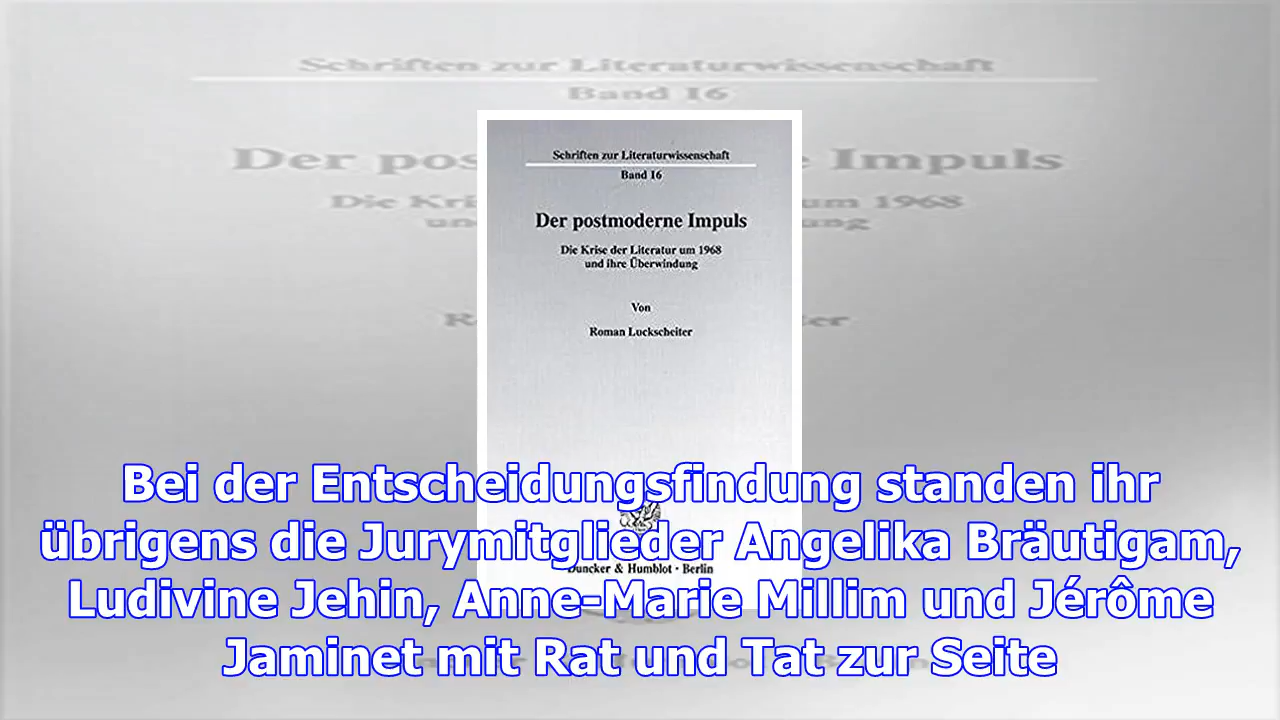 Schriften zur Literaturwissenschaft
Band 16
Der postmoderne Impuls
Die Krise der Literatur um 1968
und ihre Überwindung
Von
Roman Luckscheiter
Duncker & Humblot · Berlin
Bei der Entscheidungsfindung standen ihr
übrigens die Jurymitglieder Angelika Bräutigam,
Ludivine Jehin, Anne-Marie Millim und Jérôme
Jaminet mit Rat und Tat zur Seite